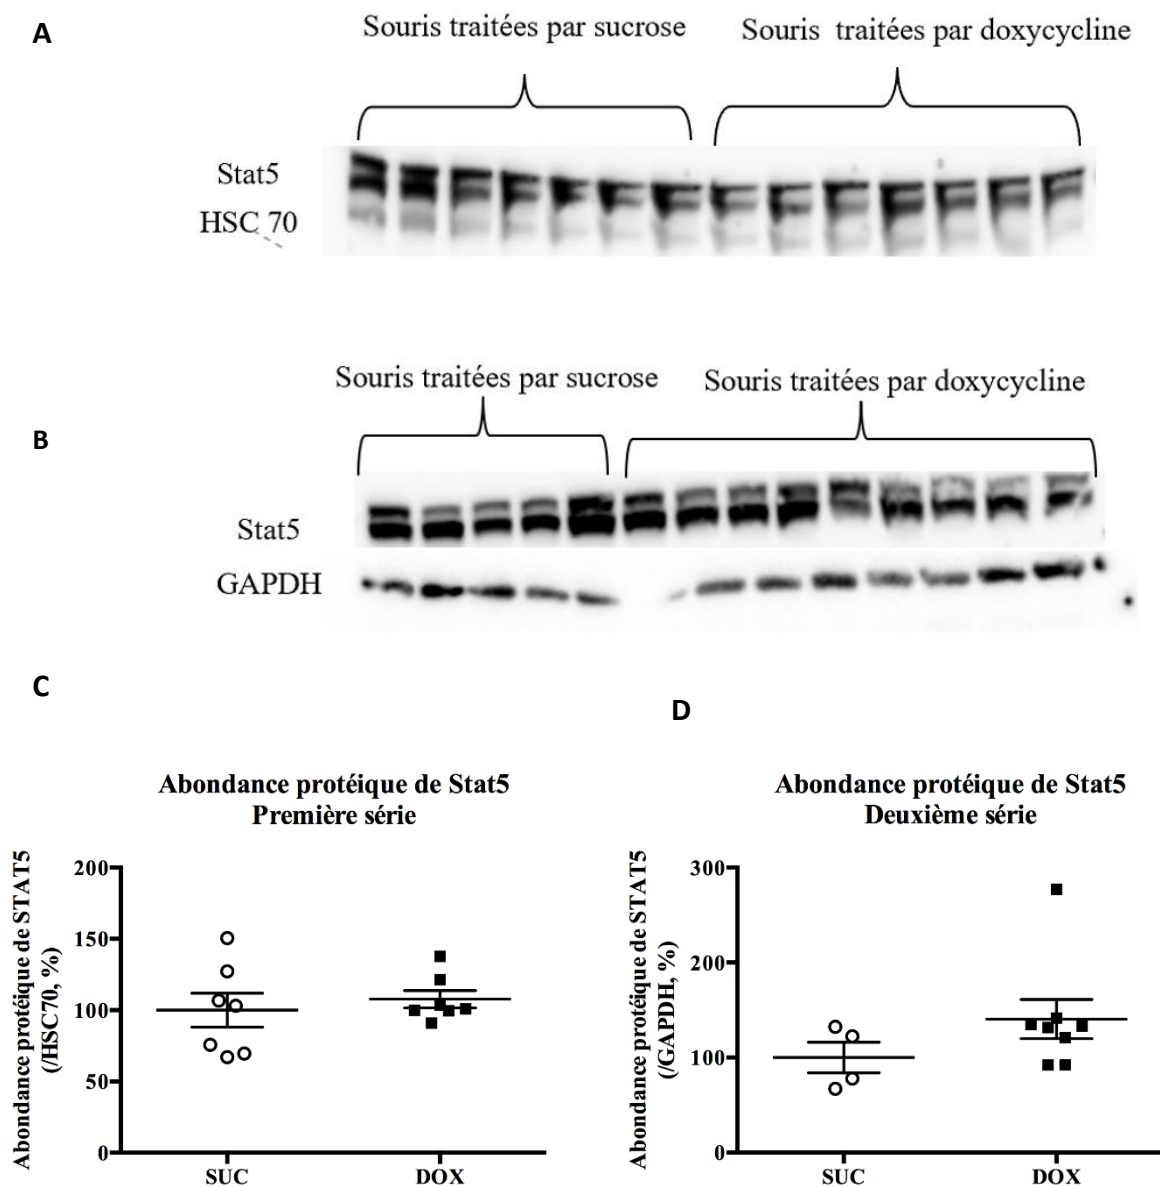 A
Souris traitées par sucrose
Souris traitées par doxycycline
Stat5
HSC 70
Souris traitées par sucrose
Souris traitées par doxycycline
B
Stat5
GAPDH
C
D
Abondance protéique de Stat5
Première série
Abondance protéique de STAT5
(/HSC70, %)
200
150
100
50
0
SUC
DOX
Abondance protéique de Stat5
Deuxième série
Abondance protéique de STAT5
(/GAPDH, %)
300
200
100
0
SUC
DOX